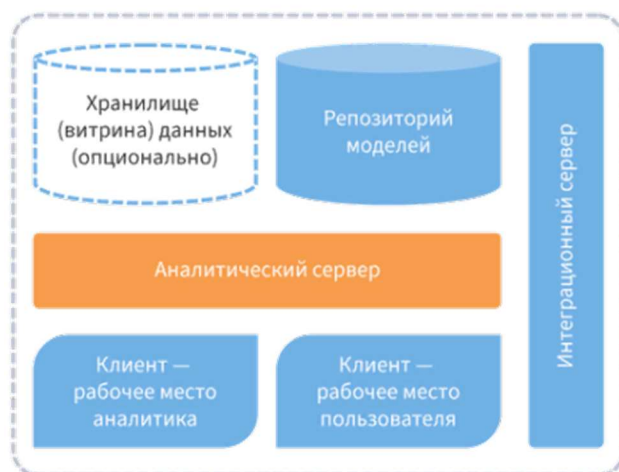 Хранилище
(витрина) данных
(опционально)
Репозиторий
моделей
Интеграционный сервер
Аналитический сервер
Клиент —
рабочее место
аналитика
Клиент —
рабочее место
пользователя